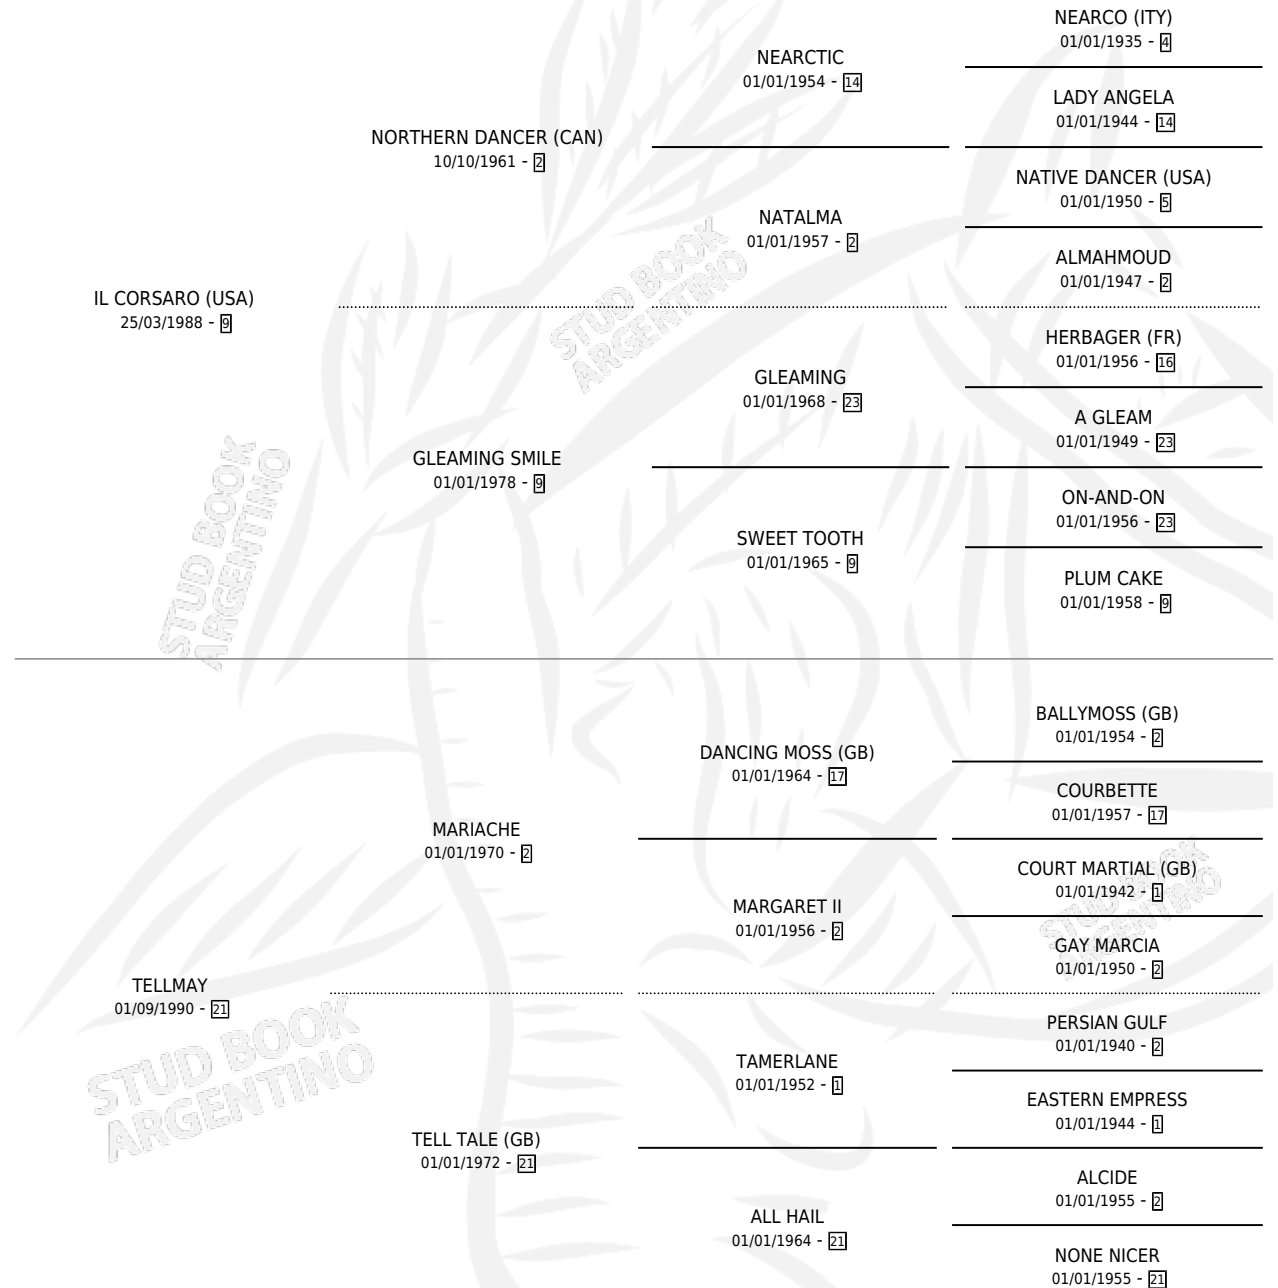 NEARCO (ITY)
01/01/1935 - 4
NEARCTIC
01/01/1954 - 14
LADY ANGELA
01/01/1944 - 14
NORTHERN DANCER (CAN)
10/10/1961 - 2
NATIVE DANCER (USA)
01/01/1950 - 5
NATALMA
01/01/1957 - 2
ALMAHMOUD
01/01/1947 - 2
IL CORSARO (USA)
25/03/1988 - 9
HERBAGER (FR)
01/01/1956 - 16
GLEAMING
01/01/1968 - 23
A GLEAM
01/01/1949 - 23
GLEAMING SMILE
01/01/1978 - 9
ON-AND-ON
01/01/1956 - 23
SWEET TOOTH
01/01/1965 - 9
PLUM CAKE
01/01/1958 - 9
STUD BOOK
ARGENTINO
STUD BOOK
ARGENTINO
BALLYMOSS (GB)
01/01/1954 - 2
DANCING MOSS (GB)
01/01/1964 - 17
COURBETTE
01/01/1957 - 17
MARIACHE
01/01/1970 - 2
COURT MARTIAL (GB)
01/01/1942 - 1
MARGARET II
01/01/1956 - 2
GAY MARCIA
01/01/1950 - 2
TELLMAY
01/09/1990 - 21
PERSIAN GULF
01/01/1940 - 2
TAMERLANE
01/01/1952 - 1
EASTERN EMPRESS
01/01/1944 - 1
TELL TALE (GB)
01/01/1972 - 21
ALCIDE
01/01/1955 - 2
ALL HAIL
01/01/1964 - 21
NONE NICER
01/01/1955 - 21
STUD BOOK
ARGENTINO
STUD BOOK
ARGENTINO